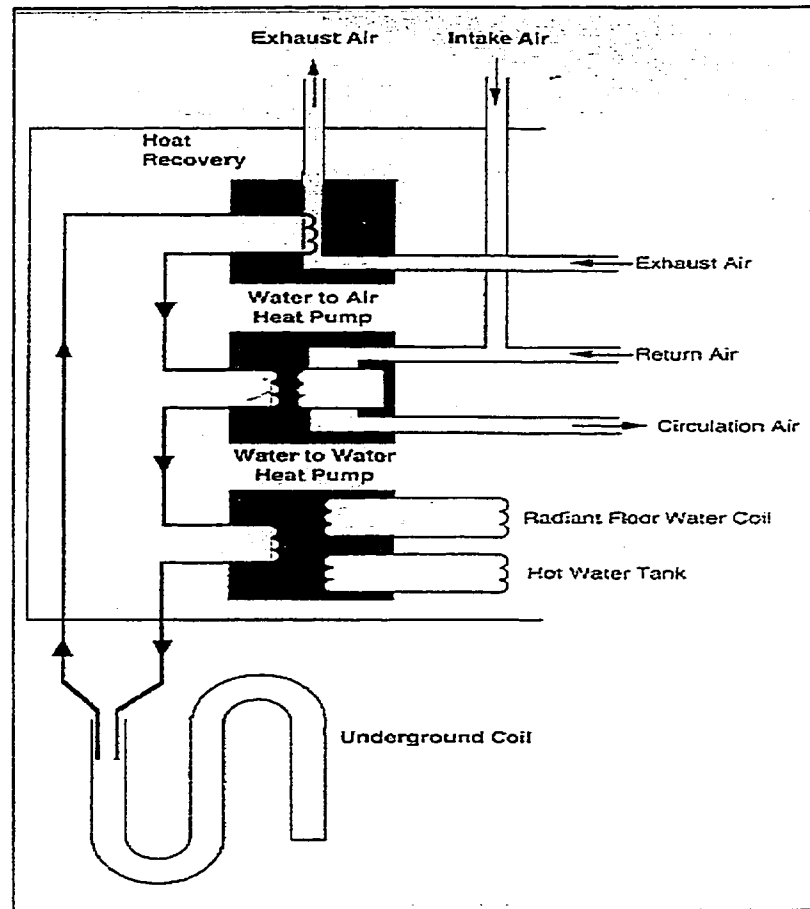 Exhaust Air
Intake Air
Heat
Recovery
Exhaust Air
Water to Air
Heat Pump
Return Air
Circulation Air
Water to Water
Heat Pump
Radiant Floor Water Coil
Hot Water Tank
Underground Coil